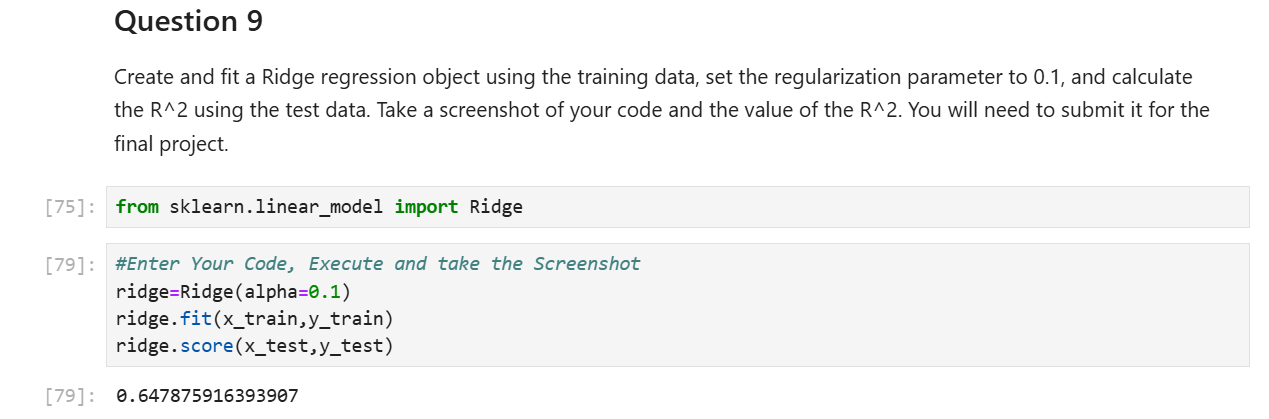 Question 9
Create and fit a Ridge regression object using the training data, set the regularization parameter to 0.1, and calculate
the R^2 using the test data. Take a screenshot of your code and the value of the R^2. You will need to submit it for the
final project.
[75]: from sklearn.linear_model import Ridge
[79]: #Enter Your Code, Execute and take the Screenshot
ridge=Ridge(alpha=0.1)
ridge.fit(x_train,y_train)
ridge.score(x_test,y_test)
[79]: 0.647875916393907